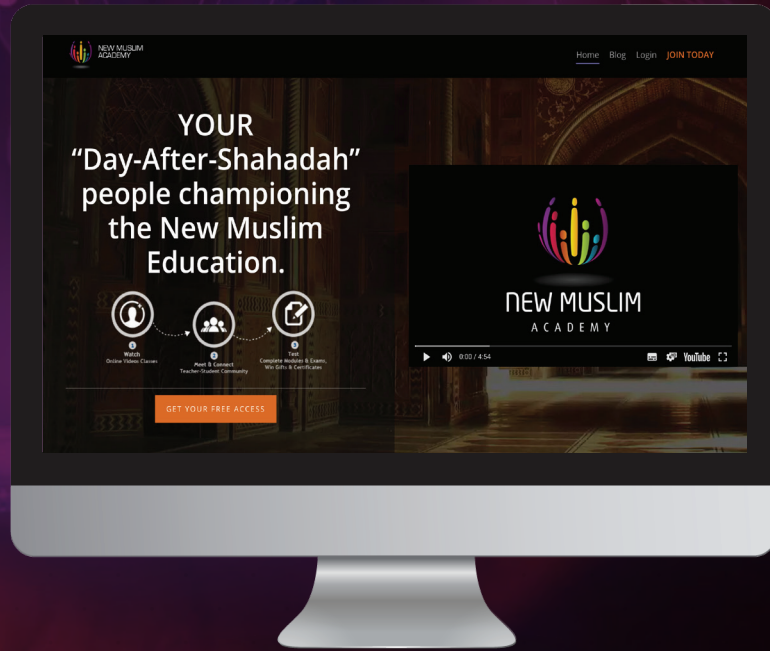 NEW MUSLIM
ACADEMY
Home Blog Login JOIN TODAY
YOUR
“Day-After-Shahadah”
people championing
the New Muslim
Education.
1
Watch
Online Videos Classes
2
Meet & Connect
Teacher-Student Community
3
Test
Complete Modules & Exams,
Win Gifts & Certificates
GET YOUR FREE ACCESS
NEW MUSLIM
ACADEMY
0:00 / 4:54
YouTube